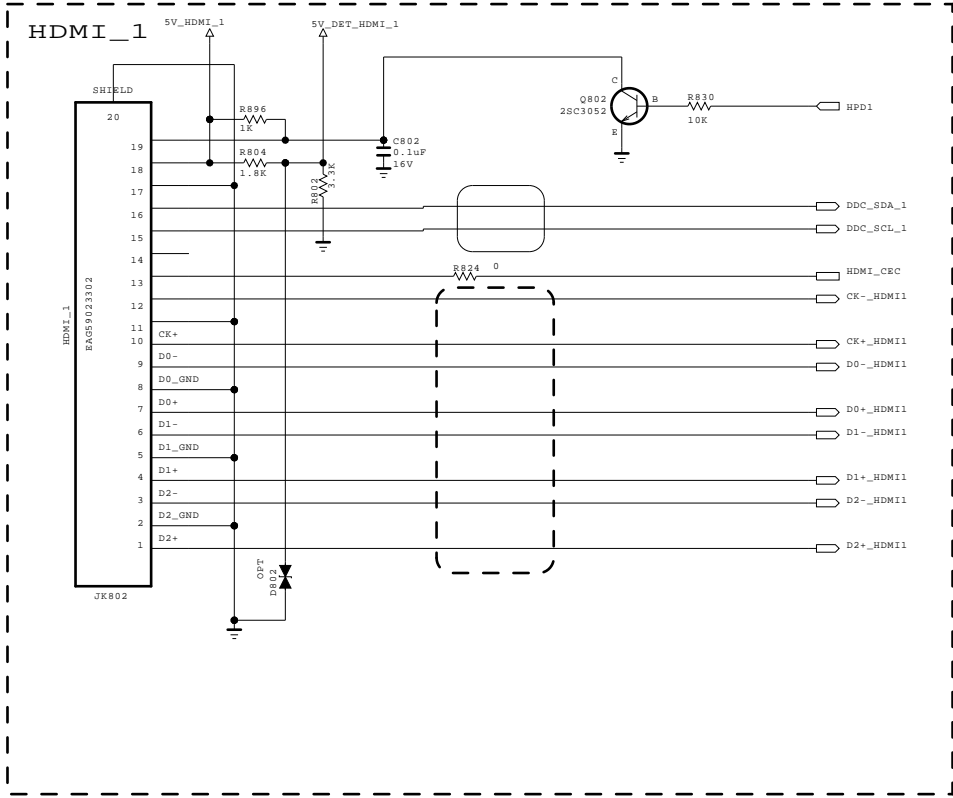 HDMI_1
5V_HDMI_1
5V_DET_HDMI_1
SHIELD
20
R896
1K
R804
1.8K
C802
0.1uF
16V
R802
3.3K
Q802
2SC3052
C
B
E
R830
10K
HPD1
19
18
17
16
DDC_SDA_1
15
DDC_SCL_1
14
13
R824
0
HDMI_CEC
12
CK-_HDMI1
11
10
CK+
CK+_HDMI1
9
D0-
D0-_HDMI1
8
D0_GND
7
D0+
D0+_HDMI1
6
D1-
D1-_HDMI1
5
D1_GND
4
D1+
D1+_HDMI1
3
D2-
D2-_HDMI1
2
D2_GND
1
D2+
D2+_HDMI1
HDMI_1
EAG59023302
JK802
OPT
D802